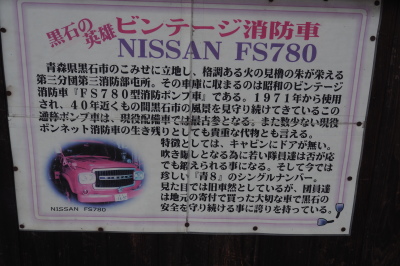 黒石の英雄
ビンテージ消防車
NISSAN FS780
青森県黒石市のこみせに立地し、格調ある火の見櫓の朱が栄える
第三分団第三消防部屯所。その車庫に収まるのは昭和のビンテージ
消防車『FS780型消防ポンプ車』である。1971年から使用
され、40年近くもの間黒石市の風景を見守り続けてきているこの
通称ポンプ車は、現役配備車では最古参となる。また数少ない現役
ボンネット消防車の生き残りとしても貴重な代物とも言える。
特徴としては、キャビンにドアが無い。
吹き曝しとなる為に若い隊員達は否が応
でも鍛えられる事になる。そして今では
珍しい『青8』のシングルナンバー。
見た目では旧車然としているが、団員達
は地元の寄付で買った大切な車で黒石の
安全を守り続ける事に誇りを持っている。
NISSAN FS780